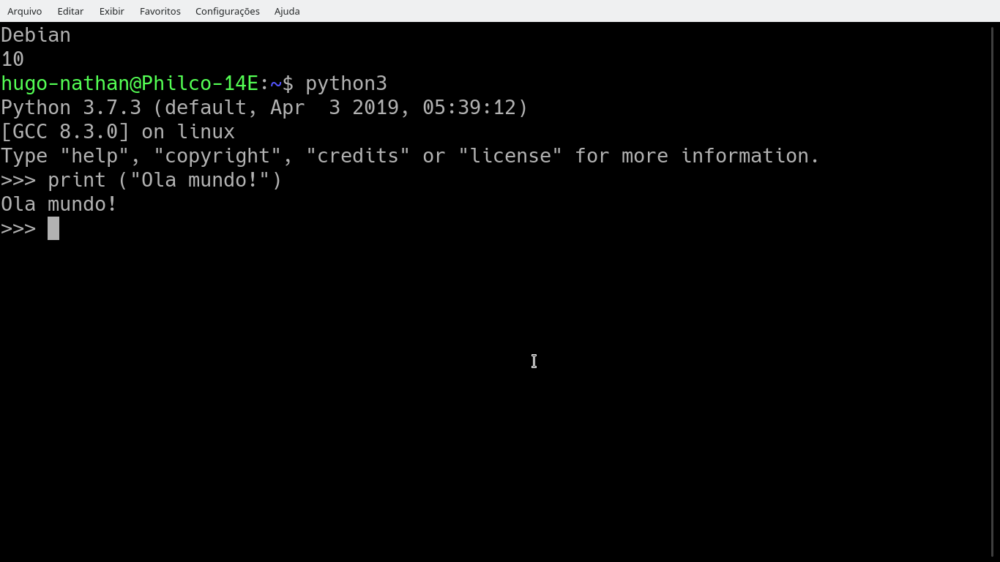 Arquivo Editar Exibir Favoritos Configurações Ajuda
Debian
10
hugo-nathan@Philco-14E:~$ python3
Python 3.7.3 (default, Apr  3 2019, 05:39:12)
[GCC 8.3.0] on linux
Type "help", "copyright", "credits" or "license" for more information.
>>> print ("Ola mundo!")
Ola mundo!
>>>